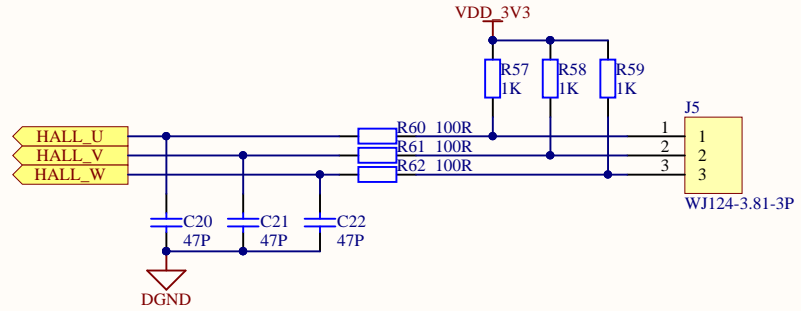 VDD_3V3
R57
1K
R58
1K
R59
1K
J5
HALL_U
R60 100R
1
1
HALL_V
R61 100R
2
2
HALL_W
R62 100R
3
3
WJ124-3.81-3P
C20
47P
C21
47P
C22
47P
DGND